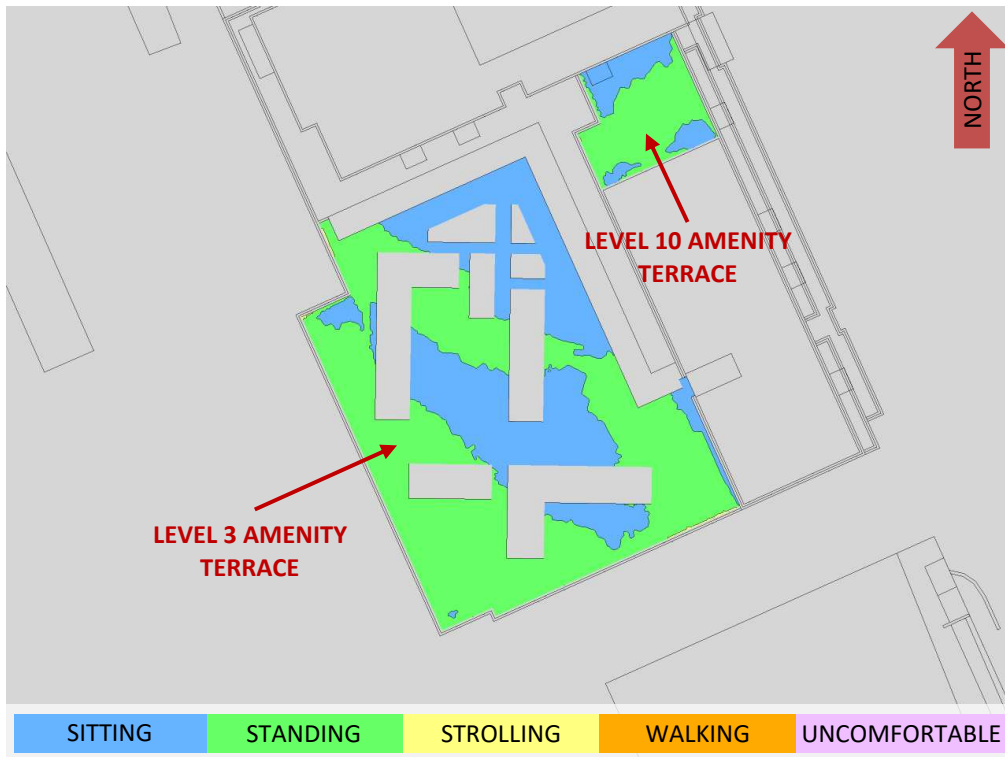 NORTH
LEVEL 10 AMENITY
TERRACE
LEVEL 3 AMENITY
TERRACE
SITTING
STANDING
STROLLING
WALKING
UNCOMFORTABLE